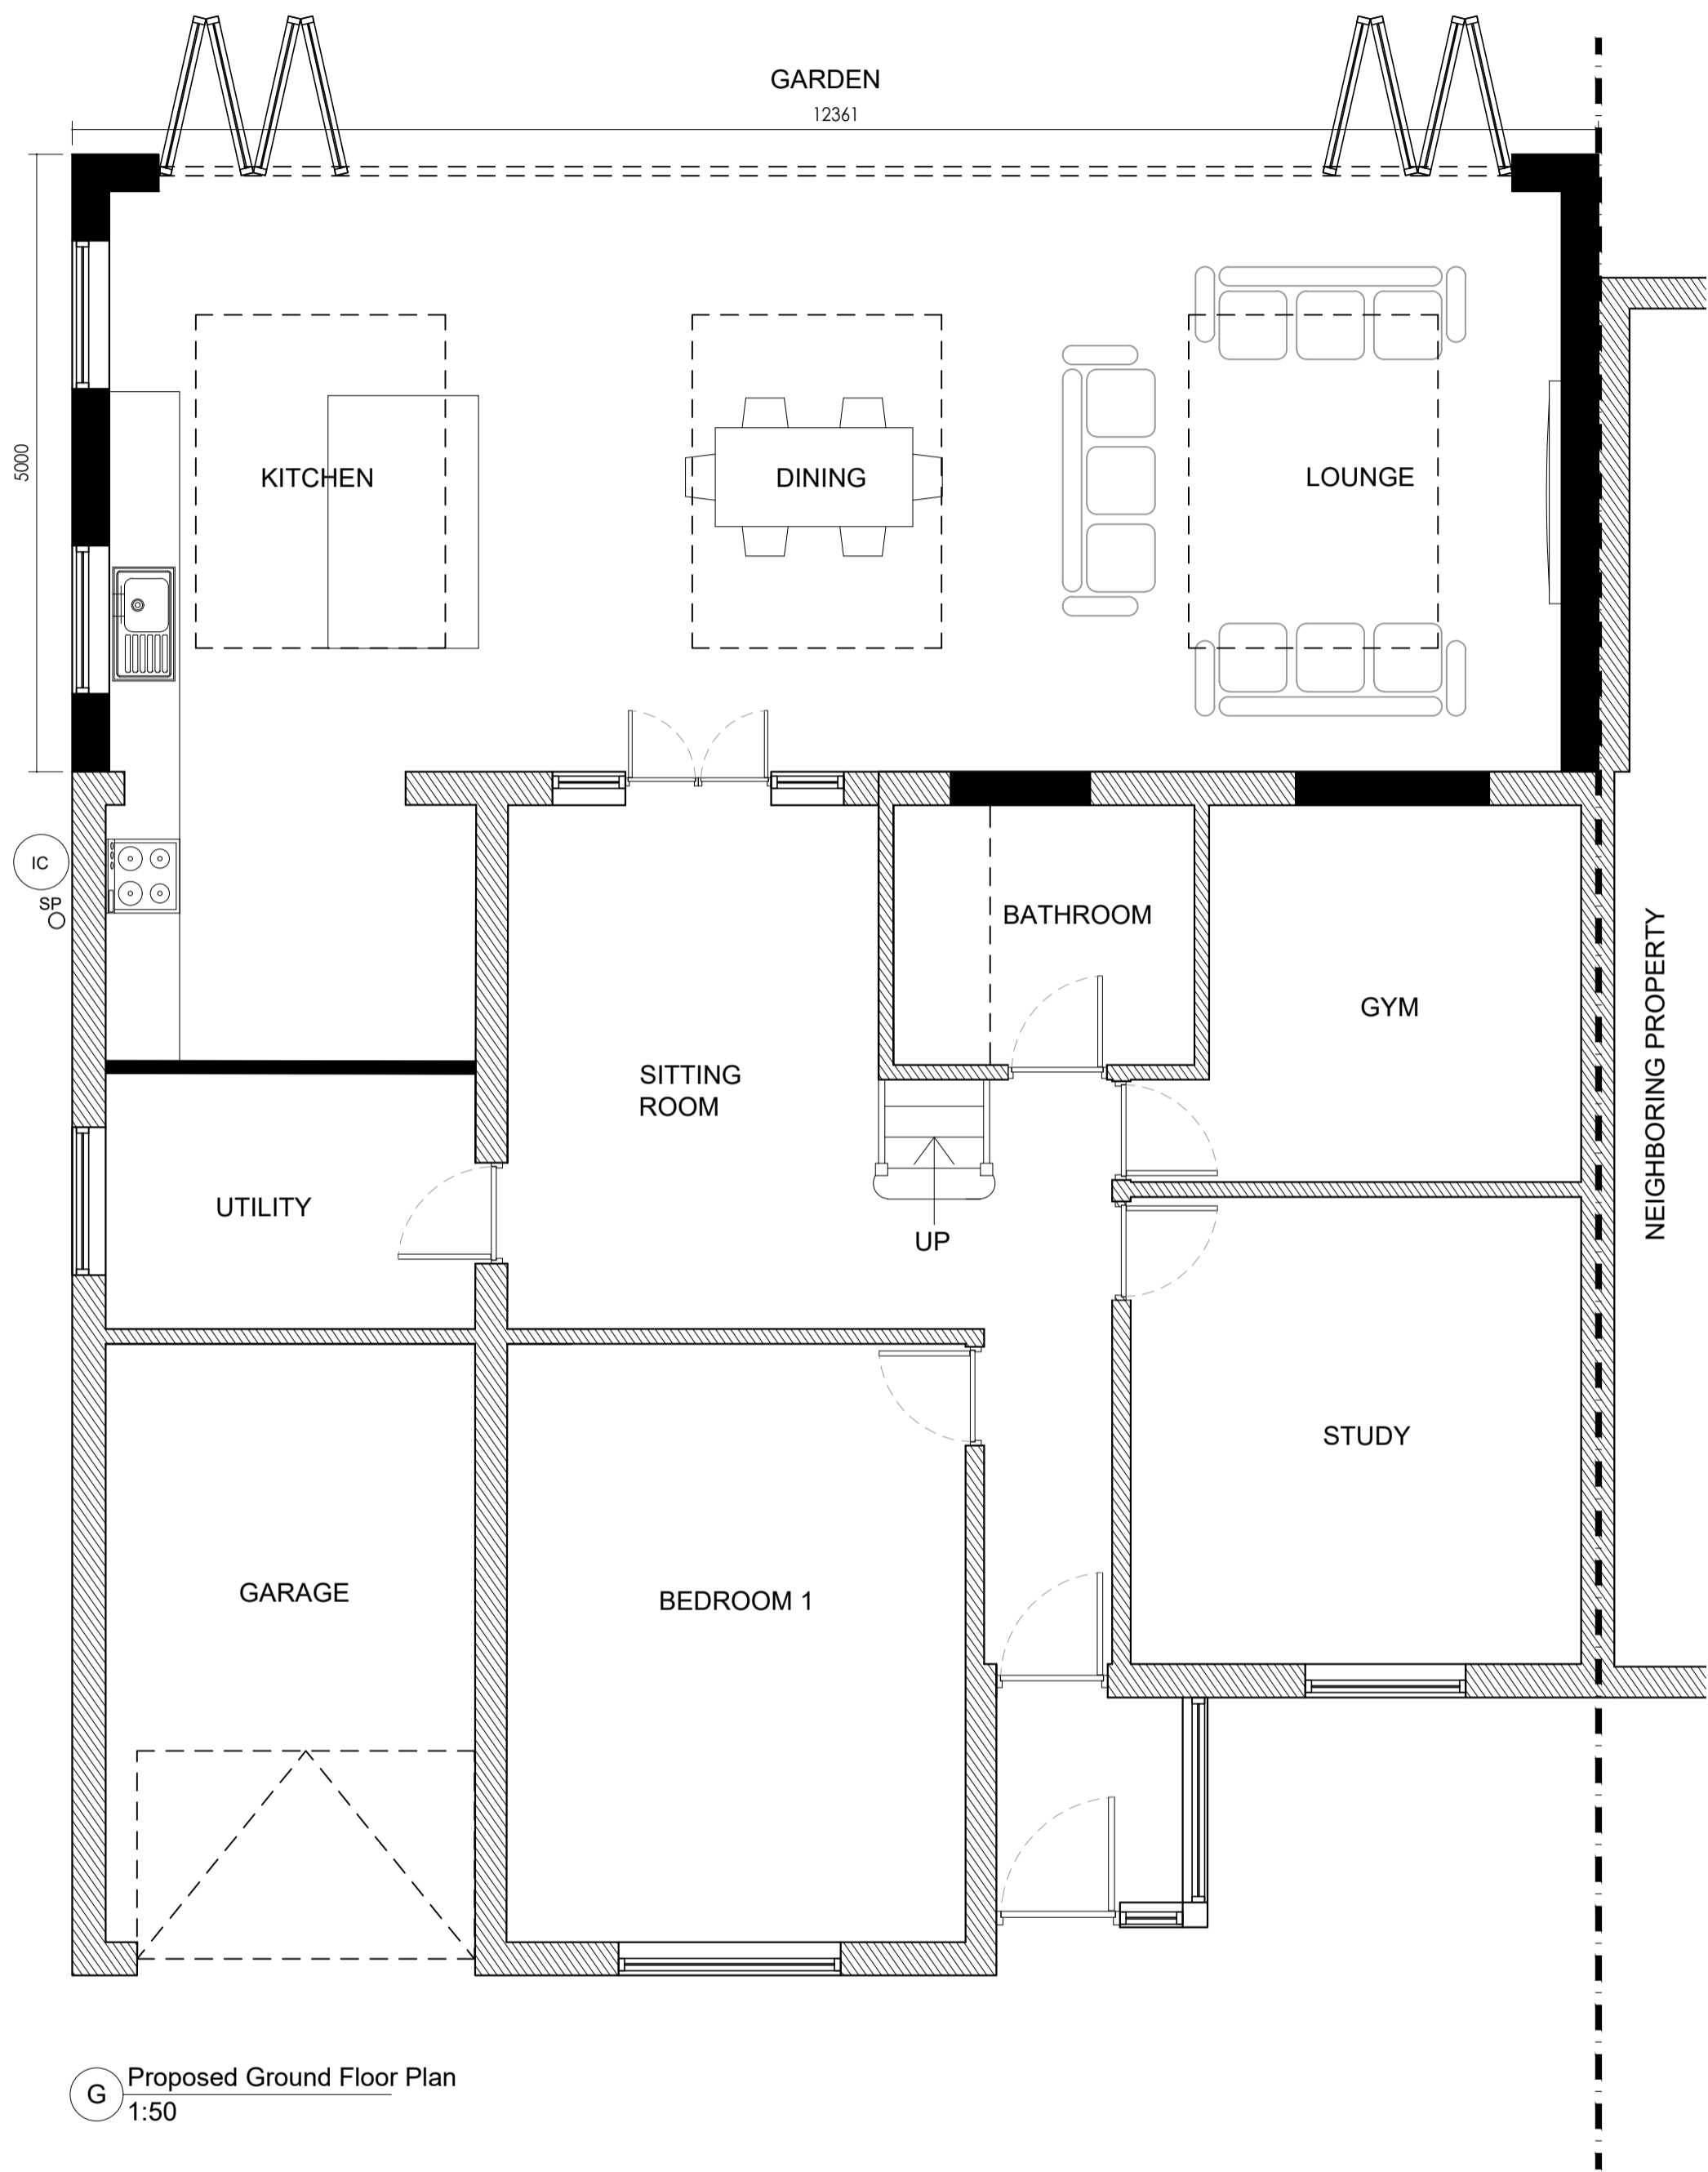 GARDEN
12361
5000
KITCHEN
DINING
LOUNGE
IC
SP
BATHROOM
GYM
NEIGHBORING PROPERTY
SITTING
ROOM
UTILITY
UP
STUDY
GARAGE
BEDROOM 1
G
Proposed Ground Floor Plan
1:50